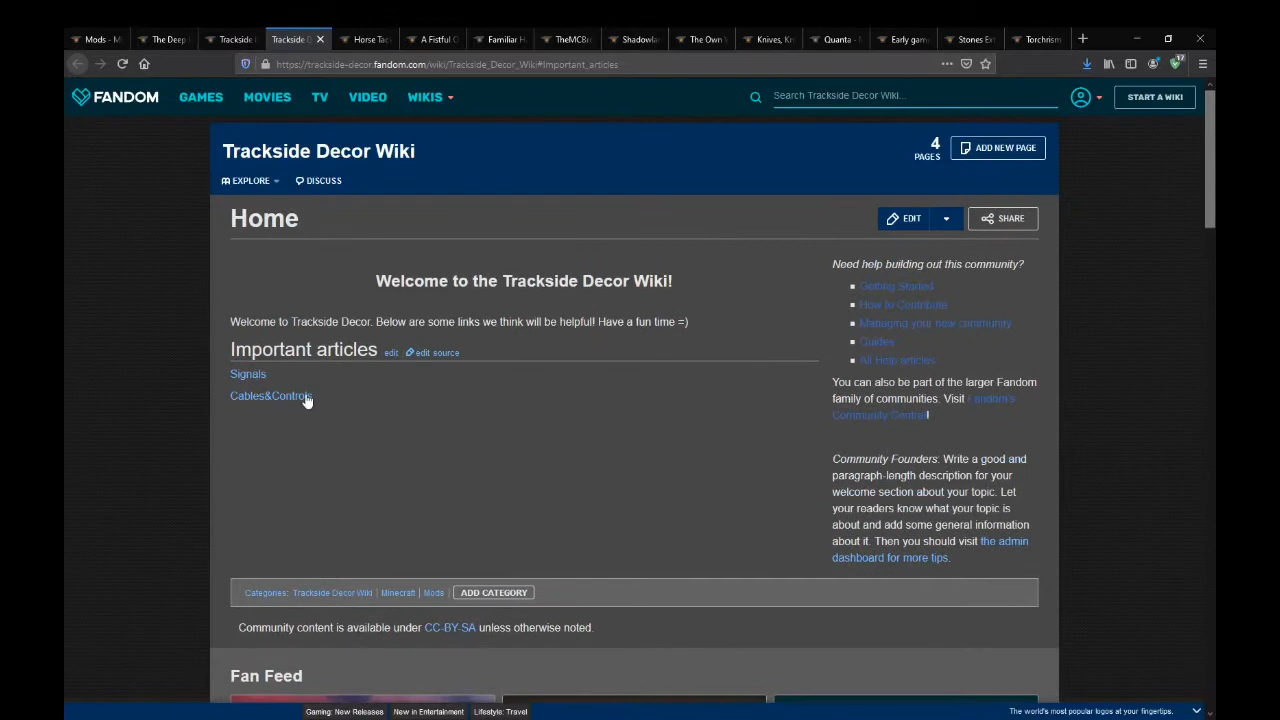 Mods - M
The Deep
Trackside
Trackside D
Horse Tac
A Fistful O
Familiar H
TheMCBr
Shadowla
The Own
Knives, Kn
Quanta -
Early gam
Stones Ex
Torchrism
https://trackside-decor.fandom.com/wiki/Trackside_Decor_Wiki#Important_articles
17
FANDOM GAMES MOVIES TV VIDEO WIKIS
Search Trackside Decor Wiki...
START A WIKI
Trackside Decor Wiki
4
PAGES
ADD NEW PAGE
EXPLORE DISCUSS
Home
EDIT
SHARE
Welcome to the Trackside Decor Wiki!
Welcome to Trackside Decor. Below are some links we think will be helpful! Have a fun time =)
Important articles edit edit source
Signals
Cables&Controls
Need help building out this community?
Getting Started
How to Contribute
Managing your new community
Guides
All Help articles
You can also be part of the larger Fandom
family of communities. Visit Fandom's
Community Central!
Community Founders: Write a good and
paragraph-length description for your
welcome section about your topic. Let
your readers know what your topic is
about and add some general information
about it. Then you should visit the admin
dashboard for more tips.
Categories: Trackside Decor Wiki Minecraft Mods ADD CATEGORY
Community content is available under CC-BY-SA unless otherwise noted.
Fan Feed
Gaming: New Releases New in Entertainment Lifestyle: Travel
The world's most popular logos at your fingertips.